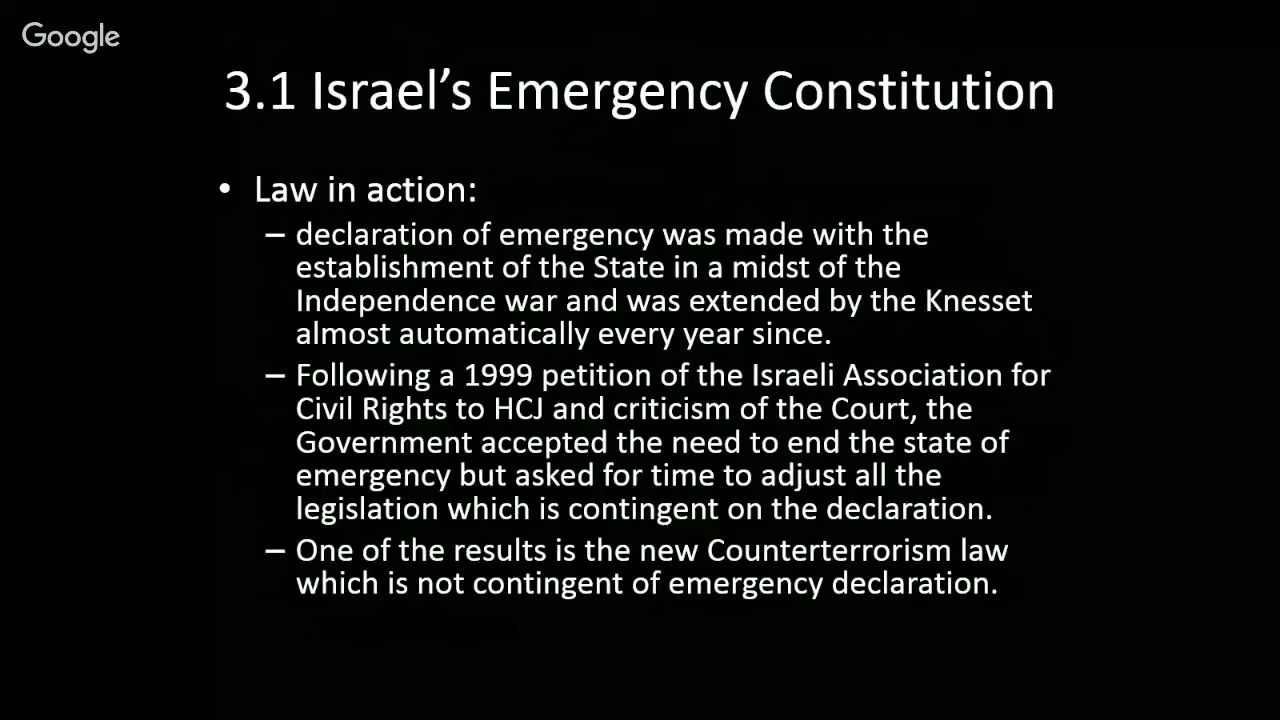 Google
3.1 Israel's Emergency Constitution
• Law in action:
– declaration of emergency was made with the
establishment of the State in a midst of the
Independence war and was extended by the Knesset
almost automatically every year since.
– Following a 1999 petition of the Israeli Association for
Civil Rights to HCJ and criticism of the Court, the
Government accepted the need to end the state of
emergency but asked for time to adjust all the
legislation which is contingent on the declaration.
– One of the results is the new Counterterrorism law
which is not contingent of emergency declaration.